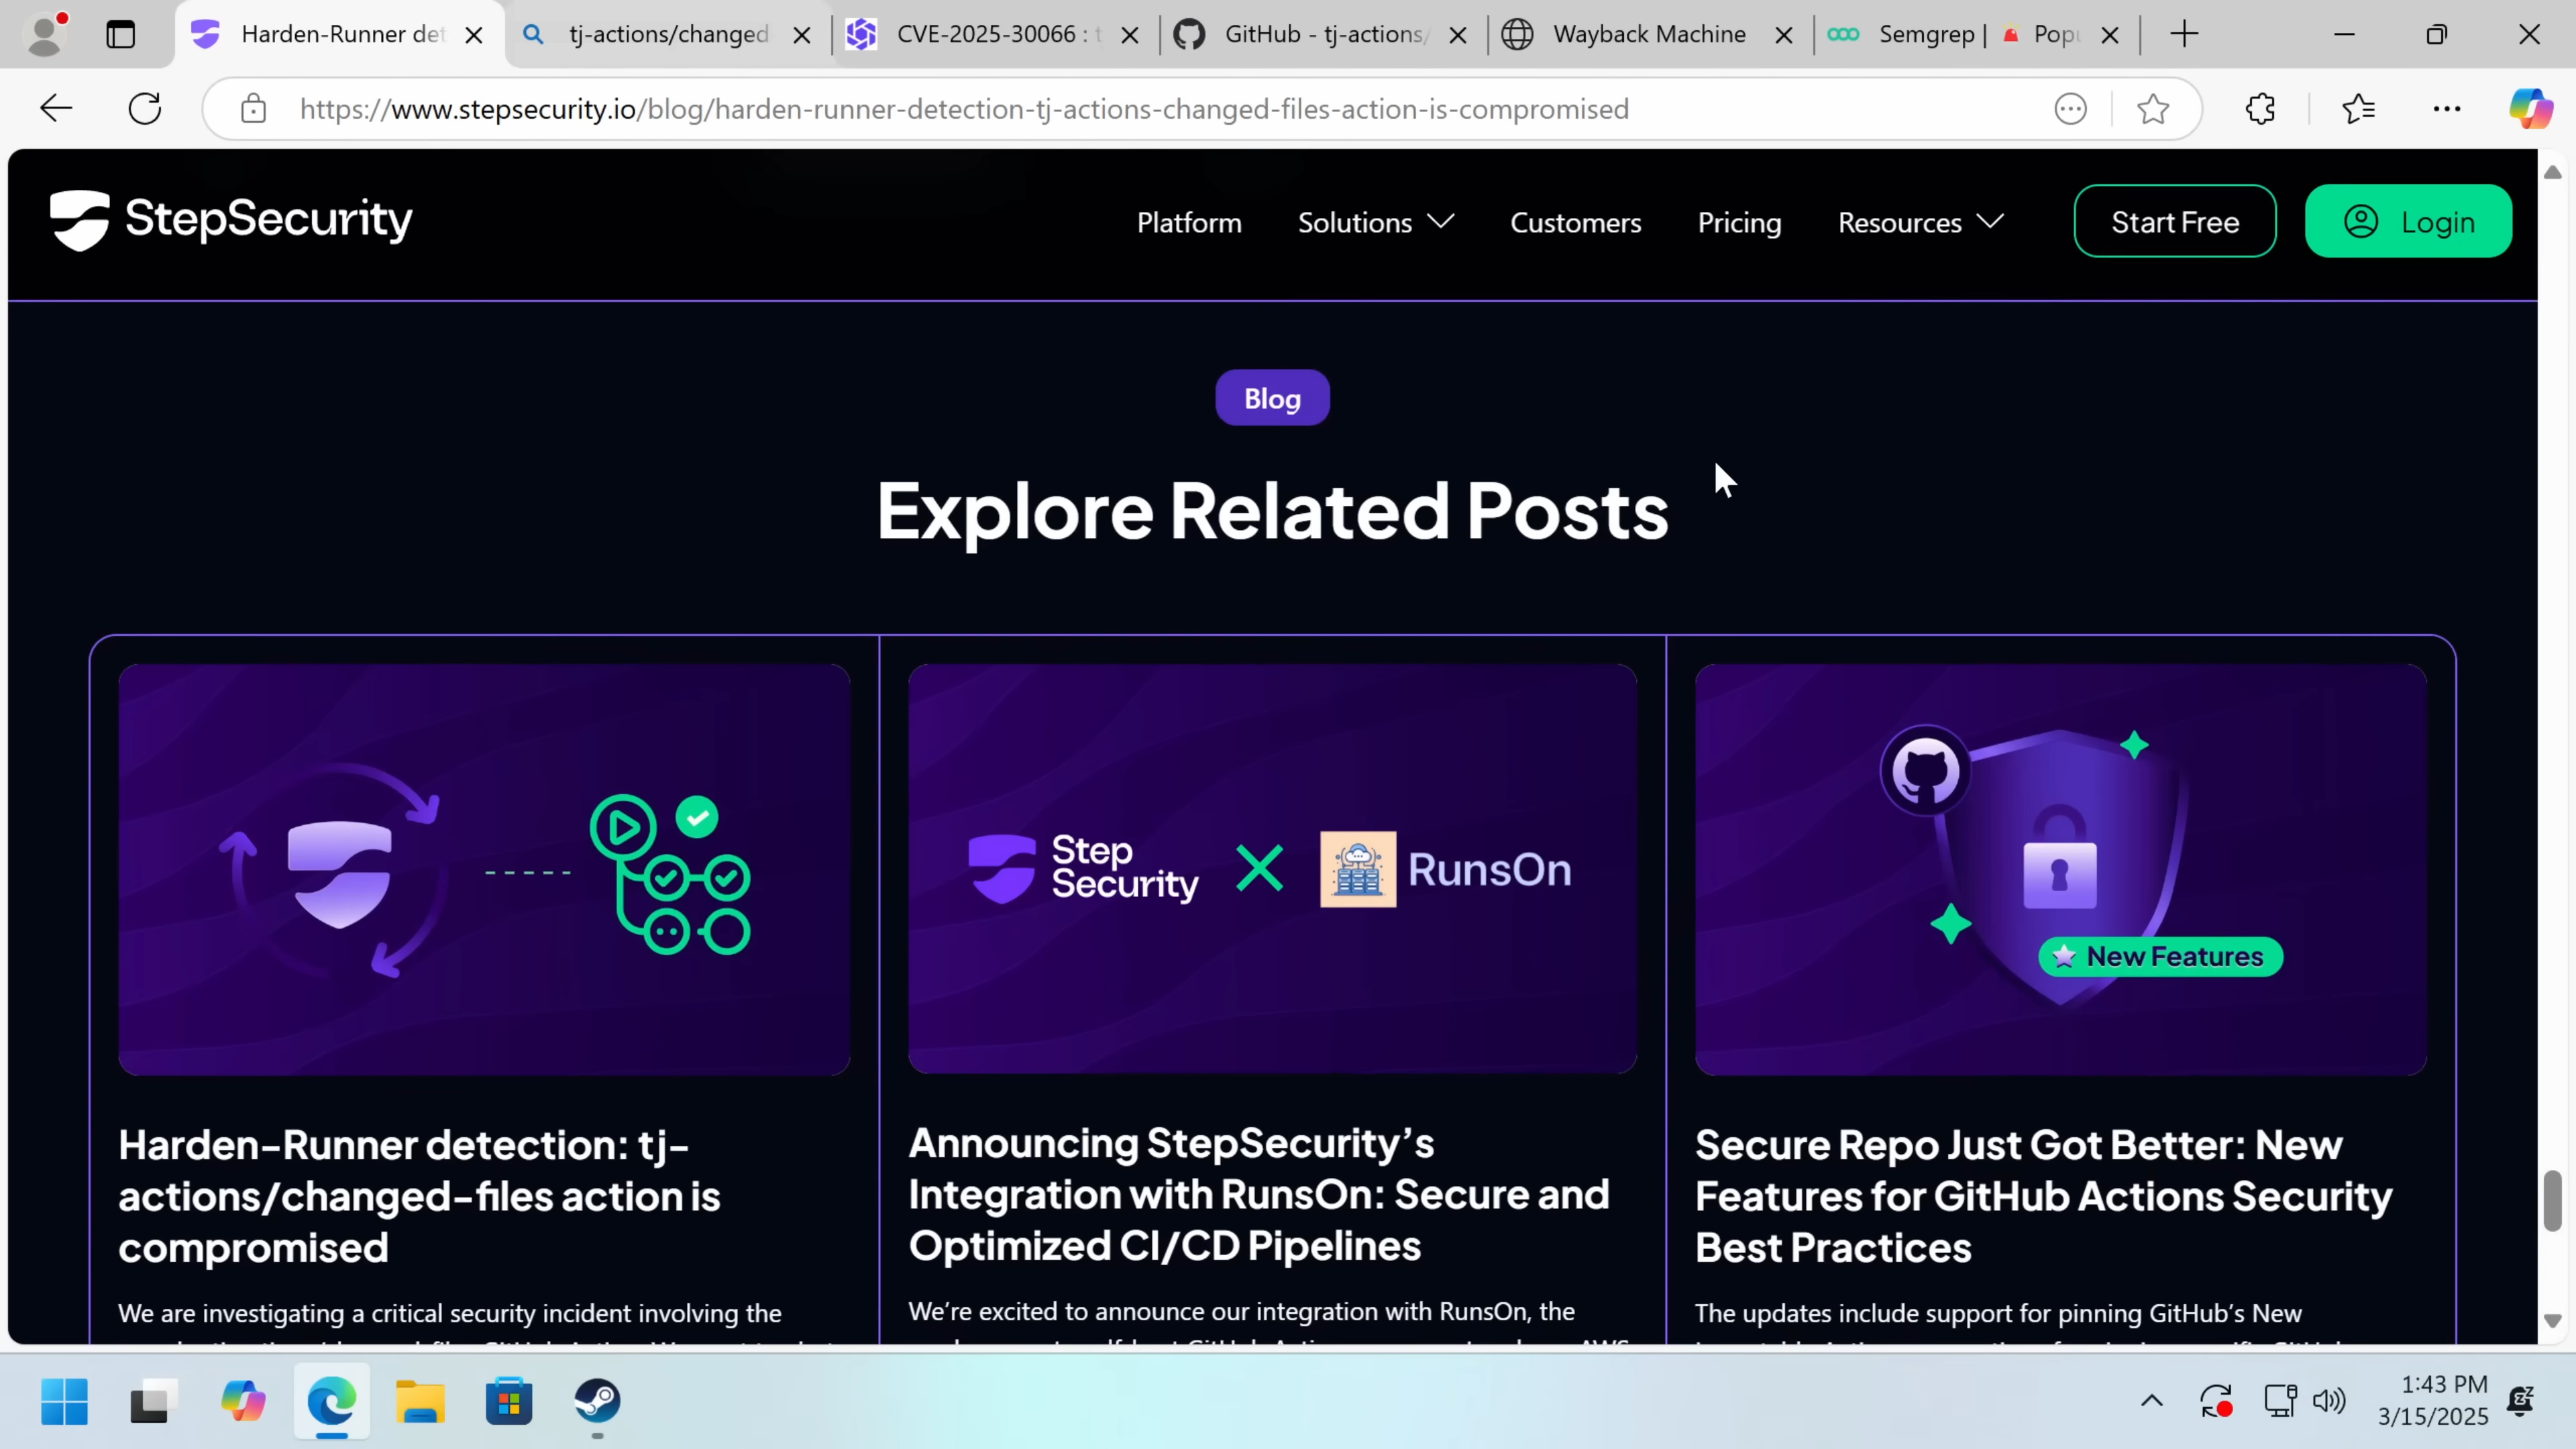 Harden-Runner det
tj-actions/changed-
CVE-2025-30066 : t
GitHub - tj-actions/
Wayback Machine
Semgrep | 🚨 Popu
https://www.stepsecurity.io/blog/harden-runner-detection-tj-actions-changed-files-action-is-compromised
StepSecurity
Platform
Solutions
Customers
Pricing
Resources
Start Free
Login
Blog
Explore Related Posts
Step
Security
RunsOn
New Features
Harden-Runner detection: tj-
actions/changed-files action is
compromised
We are investigating a critical security incident involving the
Announcing StepSecurity's
Integration with RunsOn: Secure and
Optimized CI/CD Pipelines
We're excited to announce our integration with RunsOn, the
Secure Repo Just Got Better: New
Features for GitHub Actions Security
Best Practices
The updates include support for pinning GitHub's New
1:43 PM
3/15/2025